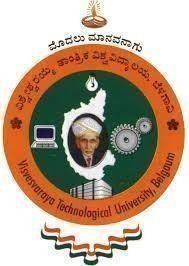 ಮೊದಲು ಮಾನವನಾಗು
ವಿಶ್ವೇಶ್ವರಯ್ಯ ತಾಂತ್ರಿಕ ವಿಶ್ವವಿದ್ಯಾಲಯ, ಬೆಳಗಾವಿ
Visvesvaraya Technological University, Belgaum